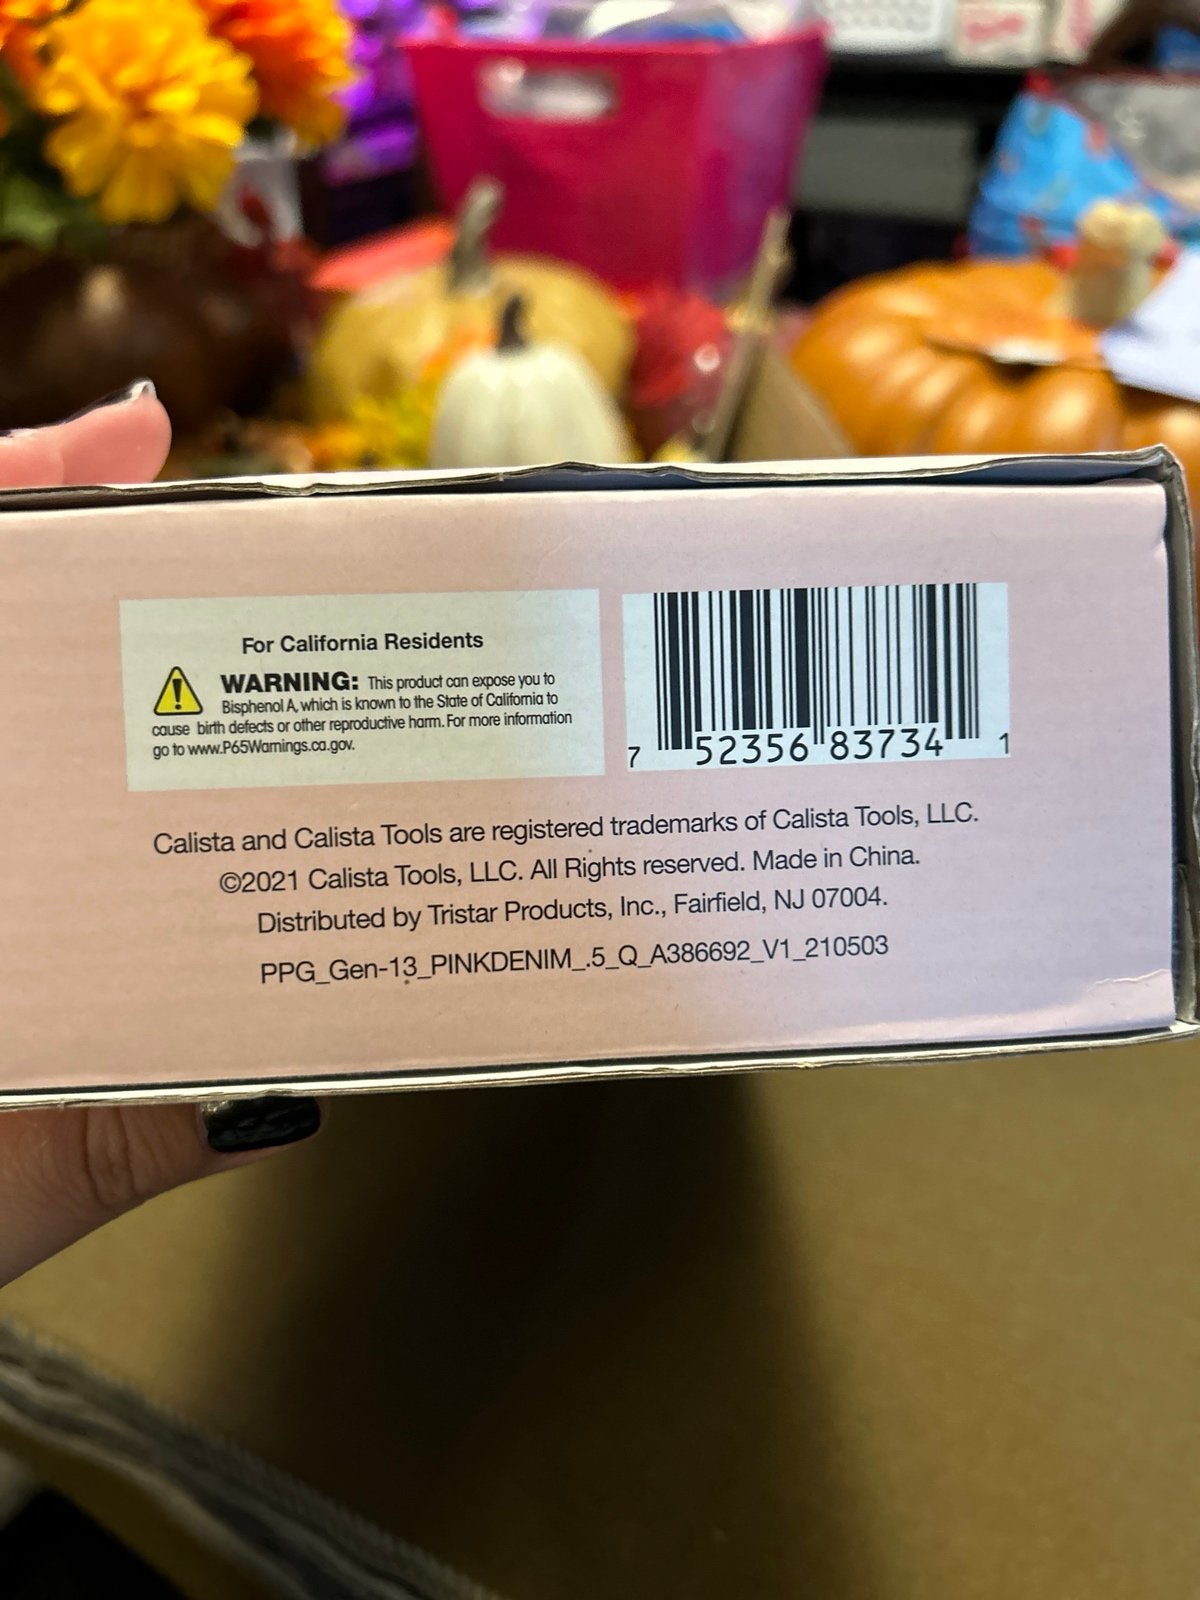 For California Residents
WARNING: This product can expose you to
Bisphenol A, which is known to the State of California to
cause birth defects or other reproductive harm. For more information
go to www.P65Warnings.ca.gov.
7 52356 83734 1
Calista and Calista Tools are registered trademarks of Calista Tools, LLC.
©2021 Calista Tools, LLC. All Rights reserved. Made in China.
Distributed by Tristar Products, Inc., Fairfield, NJ 07004.
PPG_Gen-13_PINKDENIM_.5_Q_A386692_V1_210503